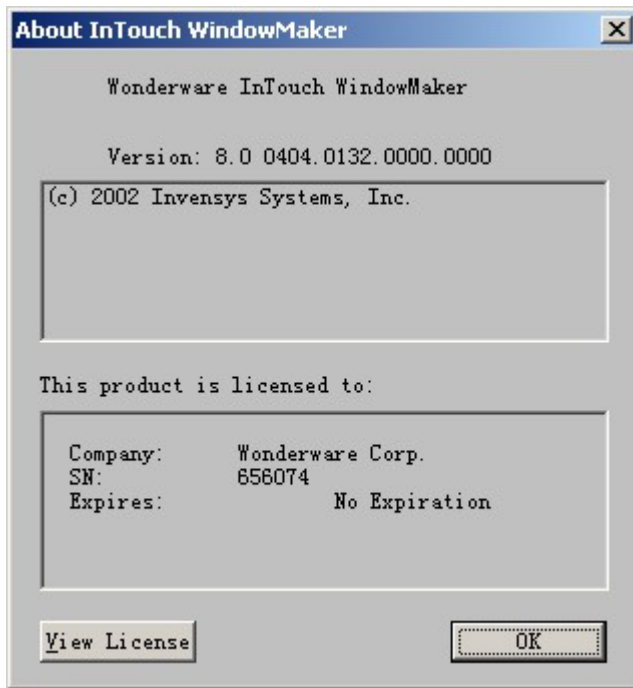 About InTouch WindowMaker
Wonderware InTouch WindowMaker
Version: 8.0 0404.0132.0000.0000
(c) 2002 Invensys Systems, Inc.
This product is licensed to:
Company: Wonderware Corp.
SN: 656074
Expires: No Expiration
View License OK